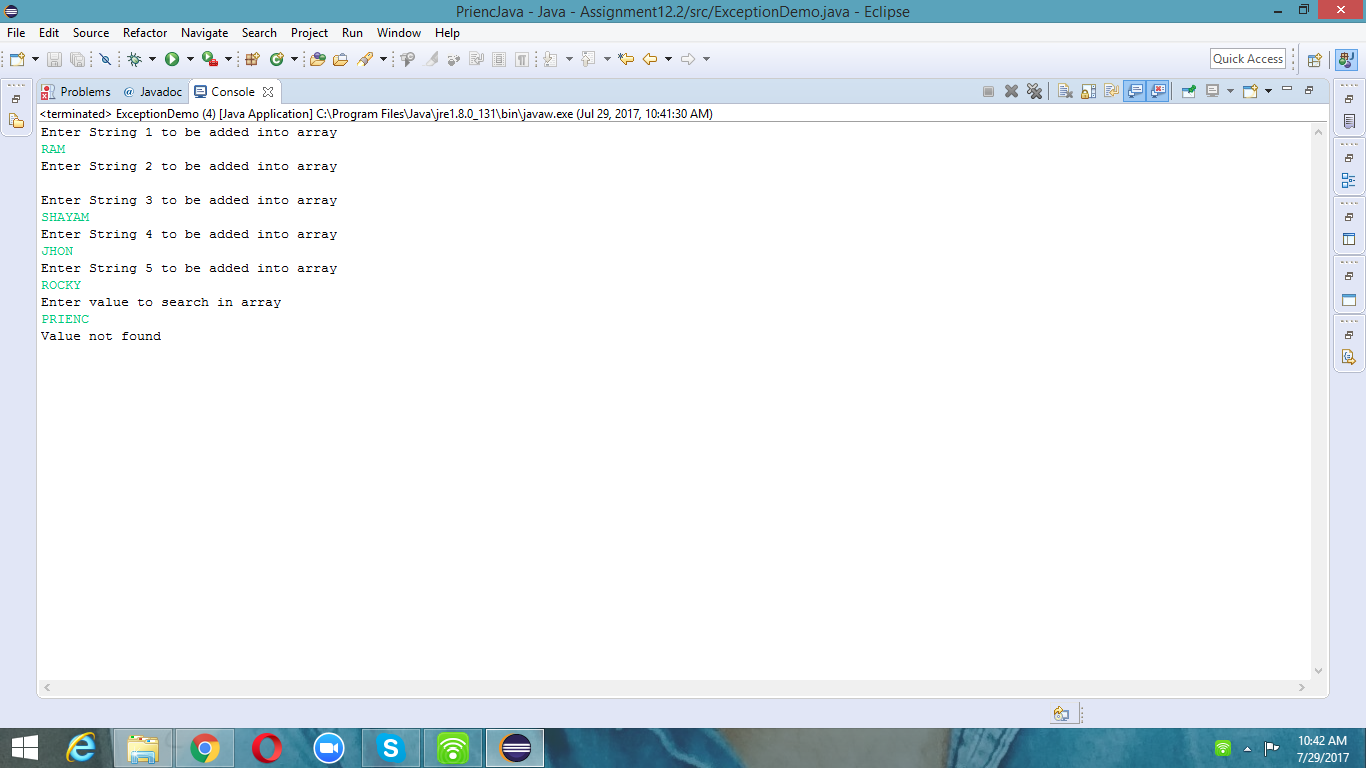 PriencJava - Java - Assignment12.2/src/ExceptionDemo.java - Eclipse
File Edit Source Refactor Navigate Search Project Run Window Help
Quick Access
Problems @ Javadoc Console
<terminated> ExceptionDemo (4) [Java Application] C:\Program Files\Java\jre1.8.0_131\bin\javaw.exe (Jul 29, 2017, 10:41:30 AM)
Enter String 1 to be added into array
RAM
Enter String 2 to be added into array
Enter String 3 to be added into array
SHAYAM
Enter String 4 to be added into array
JHON
Enter String 5 to be added into array
ROCKY
Enter value to search in array
PRIENC
Value not found
10:42 AM
7/29/2017